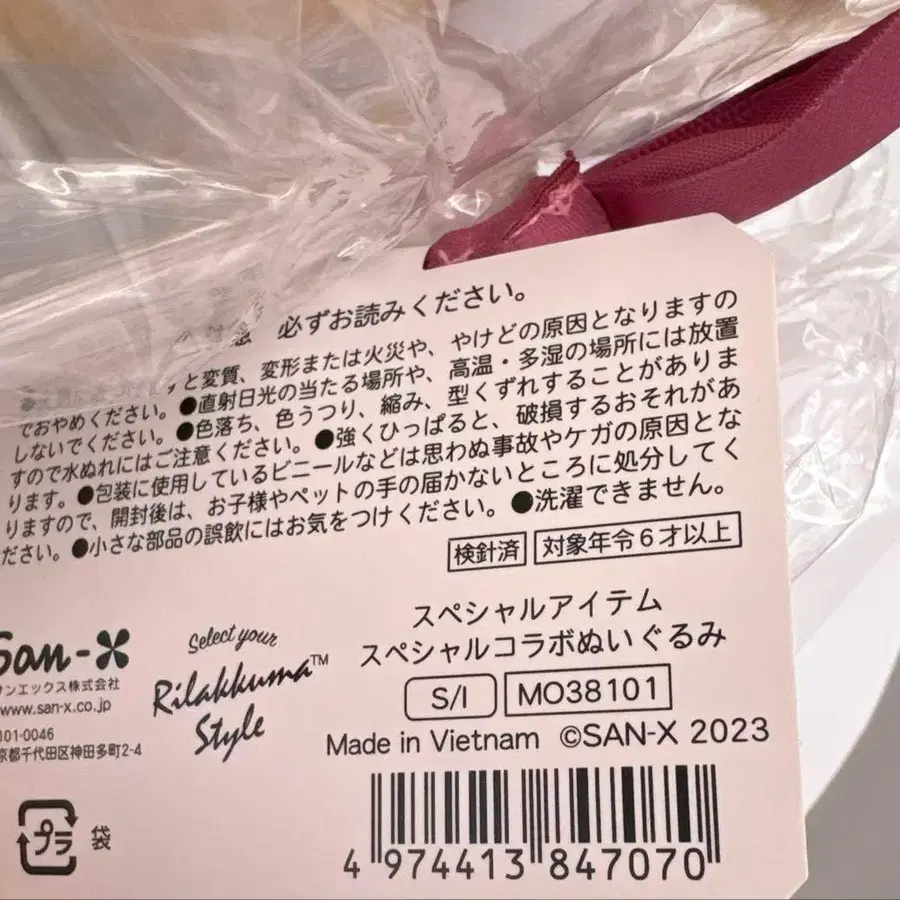 必ずお読みください。
と変質、変形または火災や、やけどの原因となりますの
でおやめください。●直射日光の当たる場所や、高温・多湿の場所には放置
しないでください。●色落ち、色うつり、縮み、型くずれすることがありま
すので水ぬれにはご注意ください。●強くひっぱると、破損するおそれがあ
ります。●包装に使用しているビニールなどは思わぬ事故やケガの原因とな
りますので、開封後は、お子様やペットの手の届かないところに処分してく
ださい。●小さな部品の誤飲にはお気をつけください。●洗濯できません。
検針済 対象年令6才以上
スペシャルアイテム
スペシャルコラボぬいぐるみ
S/I MO38101
Made in Vietnam ©SAN-X 2023
San-X
サンエックス株式会社
www.san-x.co.jp
101-0046
京都千代田区神田多町2-4
Select your
Rilakkuma™
Style
プラ 袋
4 974413 847070